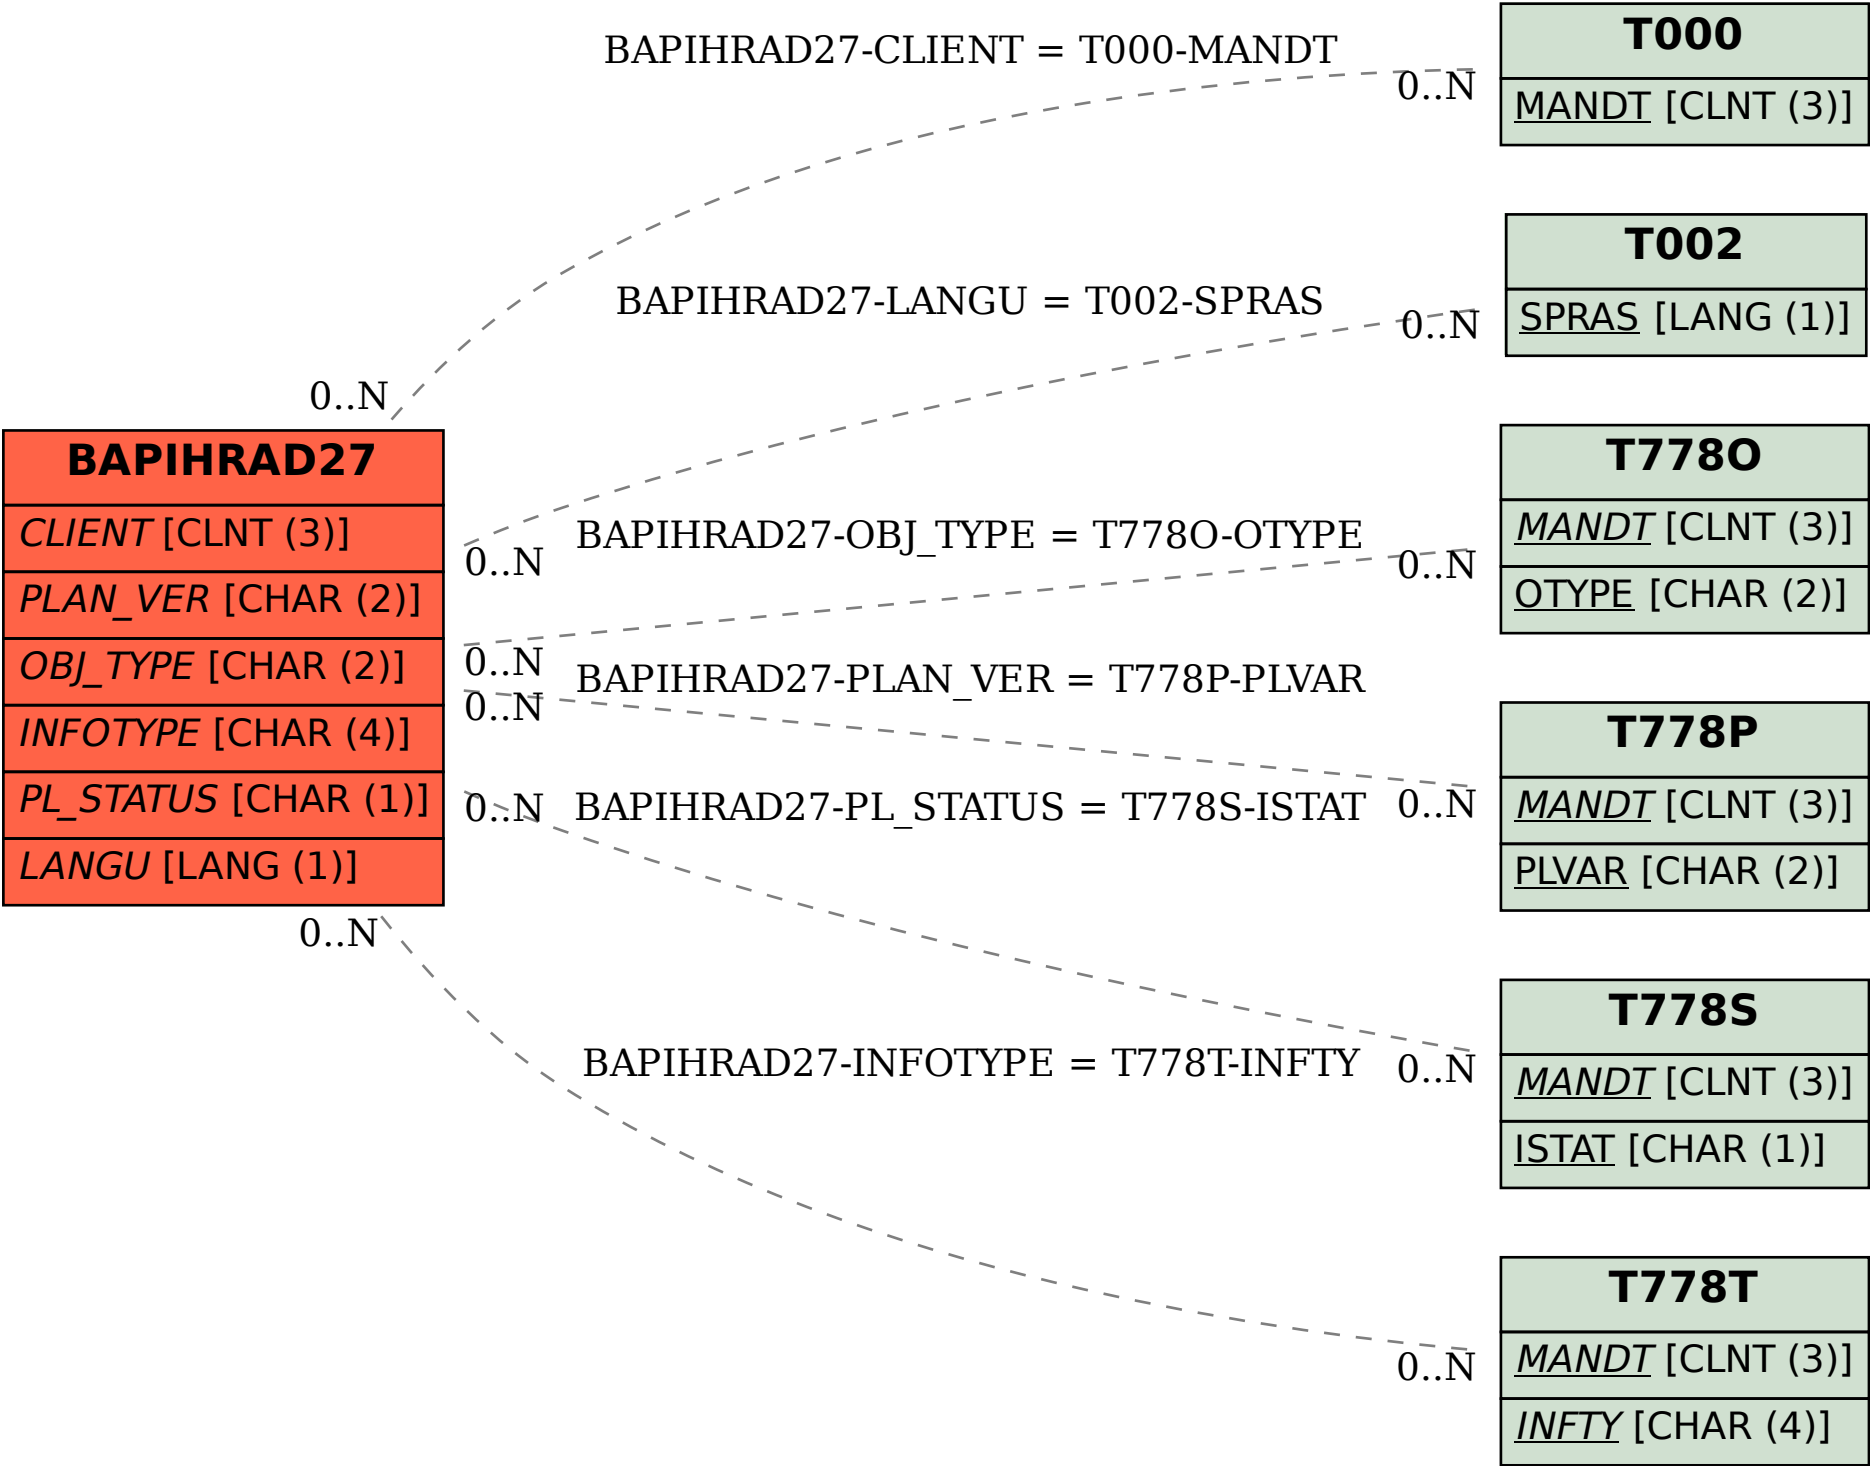 BAPIHRAD27-CLIENT = T000-MANDT
0..N
0..N
T000
MANDT [CLNT (3)]
BAPIHRAD27-LANGU = T002-SPRAS
0..N
0..N
T002
SPRAS [LANG (1)]
BAPIHRAD27
CLIENT [CLNT (3)]
PLAN_VER [CHAR (2)]
OBJ_TYPE [CHAR (2)]
INFOTYPE [CHAR (4)]
PL_STATUS [CHAR (1)]
LANGU [LANG (1)]
BAPIHRAD27-OBJ_TYPE = T778O-OTYPE
0..N
0..N
T778O
MANDT [CLNT (3)]
OTYPE [CHAR (2)]
BAPIHRAD27-PLAN_VER = T778P-PLVAR
0..N
0..N
T778P
MANDT [CLNT (3)]
PLVAR [CHAR (2)]
BAPIHRAD27-PL_STATUS = T778S-ISTAT
0..N
0..N
T778S
MANDT [CLNT (3)]
ISTAT [CHAR (1)]
BAPIHRAD27-INFOTYPE = T778T-INFTY
0..N
0..N
T778T
MANDT [CLNT (3)]
INFTY [CHAR (4)]